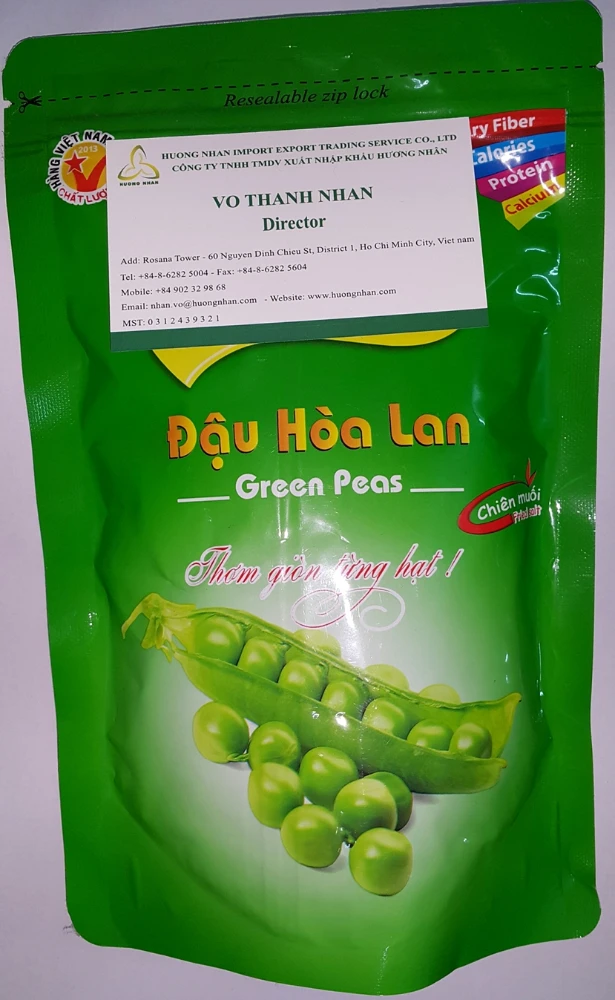 Resealable zip lock
HÀNG VIỆT NAM
2013
CHẤT LƯỢ
ry Fiber
Calories
Protein
Calcium
HUONG NHAN
HUONG NHAN IMPORT EXPORT TRADING SERVICE CO., LTD
CÔNG TY TNHH TMDV XUẤT NHẬP KHẨU HƯƠNG NHÂN
VO THANH NHAN
Director
Add: Rosana Tower - 60 Nguyen Dinh Chieu St, District 1, Ho Chi Minh City, Viet nam
Tel: +84-8-6282 5004 - Fax: +84-8-6282 5604
Mobile: +84 902 32 98 68
Email: nhan.vo@huongnhan.com - Website: www.huongnhan.com
MST: 0 3 1 2 4 3 9 3 2 1
Đậu Hòa Lan
Green Peas
Chiên muối
Thơm giòn từng hạt !